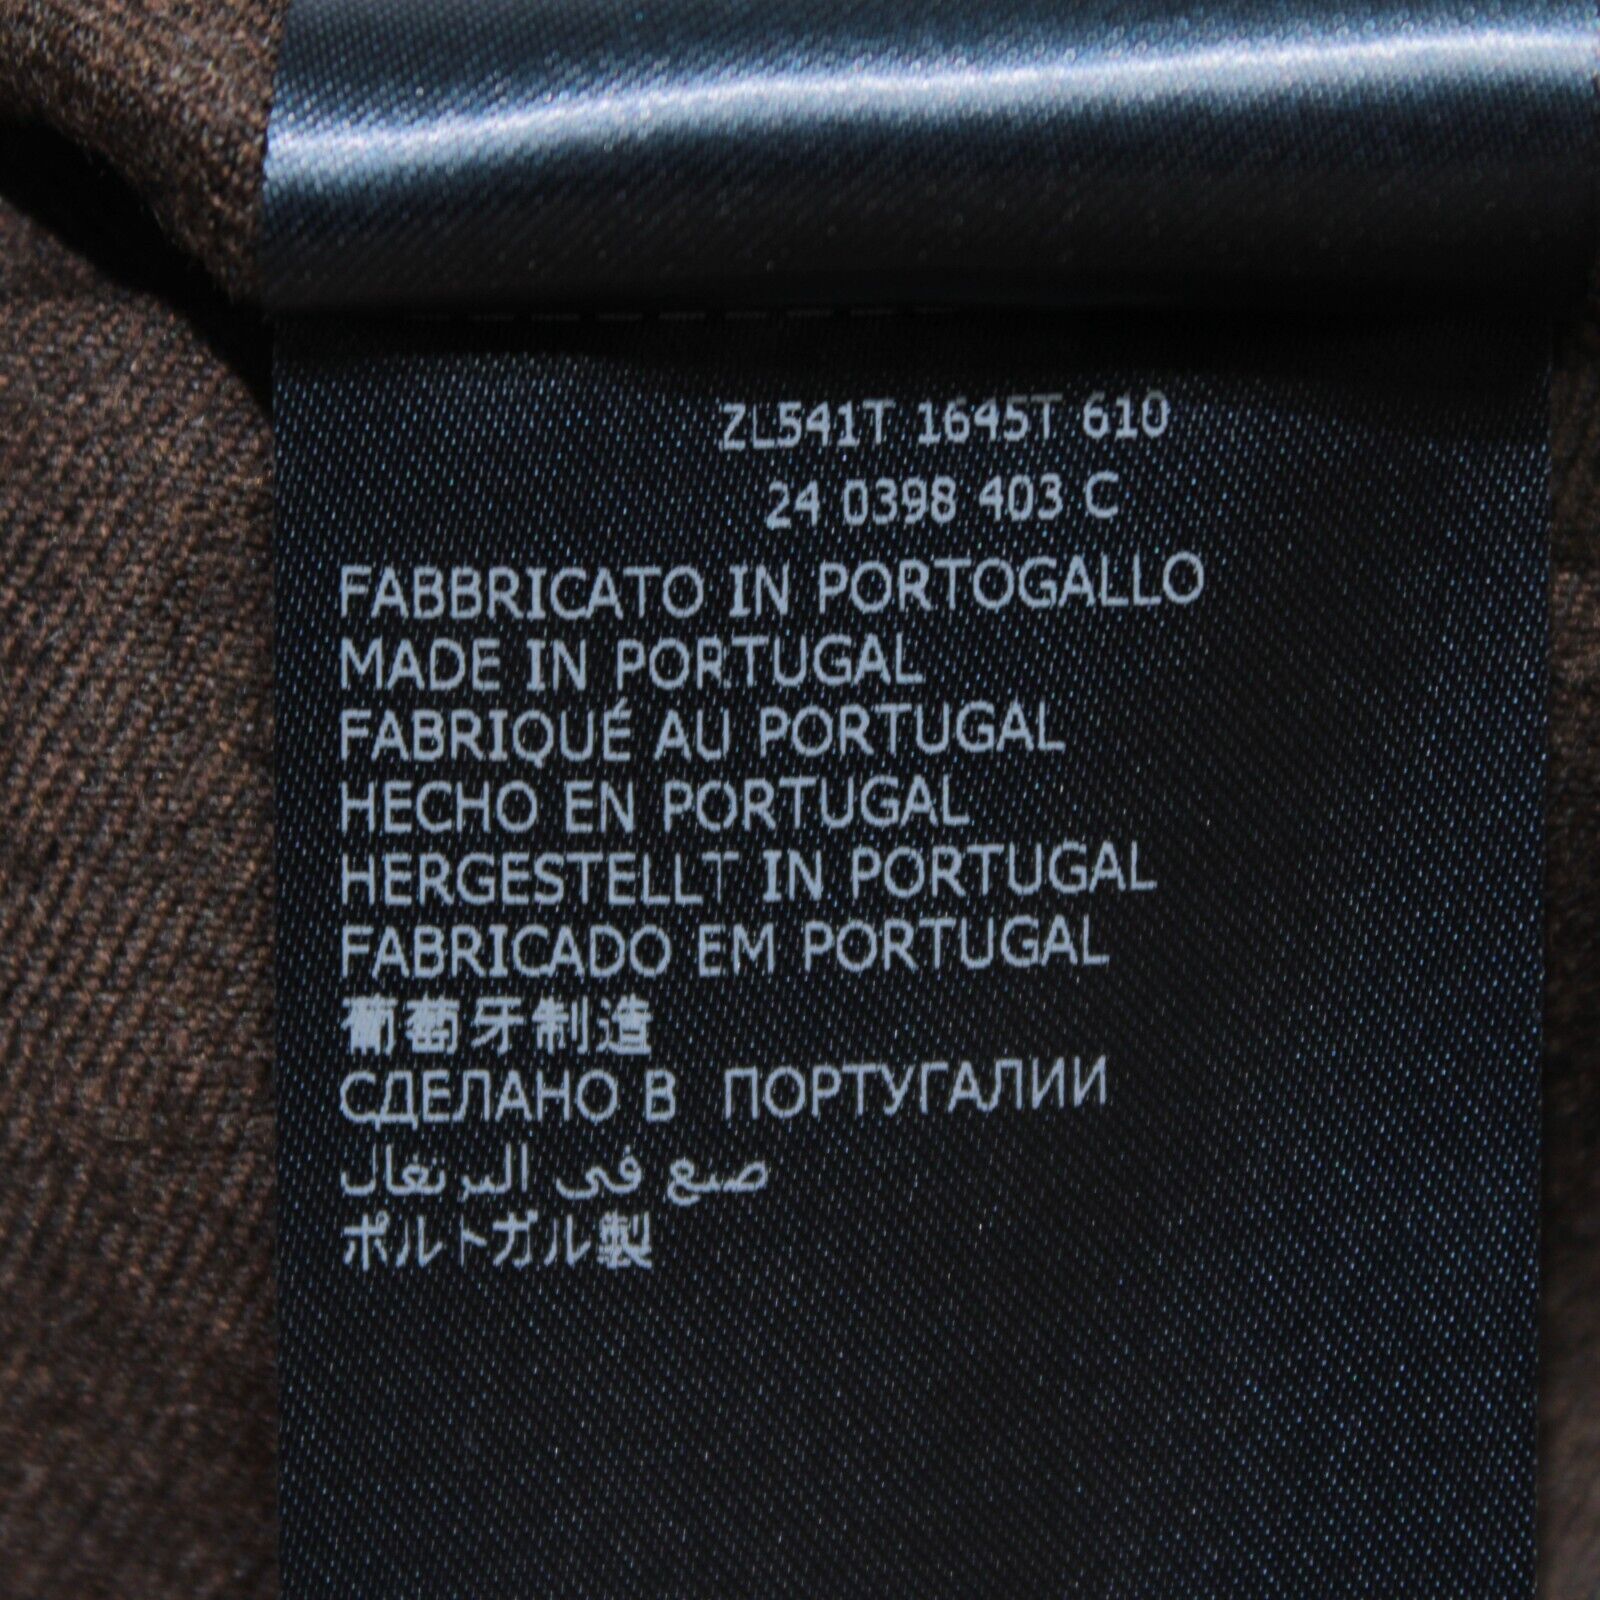 ZL541T 1645T 610
24 0398 403 C
FABBRICATO IN PORTOGALLO
MADE IN PORTUGAL
FABRIQUÉ AU PORTUGAL
HECHO EN PORTUGAL
HERGESTELLT IN PORTUGAL
FABRICADO EM PORTUGAL
葡萄牙制造
СДЕЛАНО В ПОРТУГАЛИИ
صنع في البرتغال
ポルトガル製